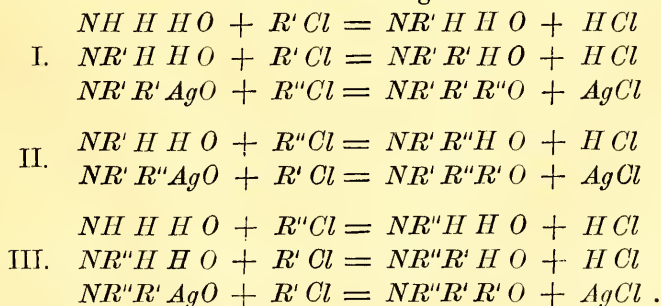 NH H HO + R‘ Cl = NR‘ H H O + HCl
I. NR‘ H H O + R‘ Cl = NR‘ R‘ H O + HCl
NR‘ R‘ AgO + R“Cl = NR‘ R‘ R“O + AgCl
NR‘ H H O + R“Cl = NR‘ R“H O + HCl
II. NR‘ R“AgO + R‘ Cl = NR‘ R“R‘ O + AgCl
NH H H O + R“Cl = NR“H H O + HCl
III. NR“H H O + R‘ Cl = NR“R‘ H O + HCl
NR“R‘ AgO + R‘ Cl = NR“R‘ R‘ O + AgCl .